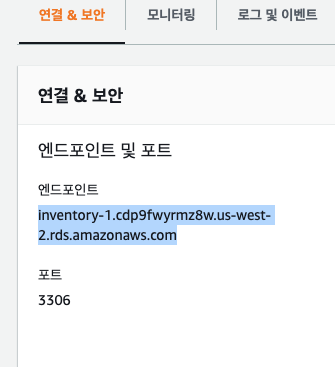 연결 & 보안
모니터링
로그 및 이벤트
연결 & 보안
엔드포인트 및 포트
엔드포인트
inventory-1.cdp9fwyrmz8w.us-west-
2.rds.amazonaws.com
포트
3306